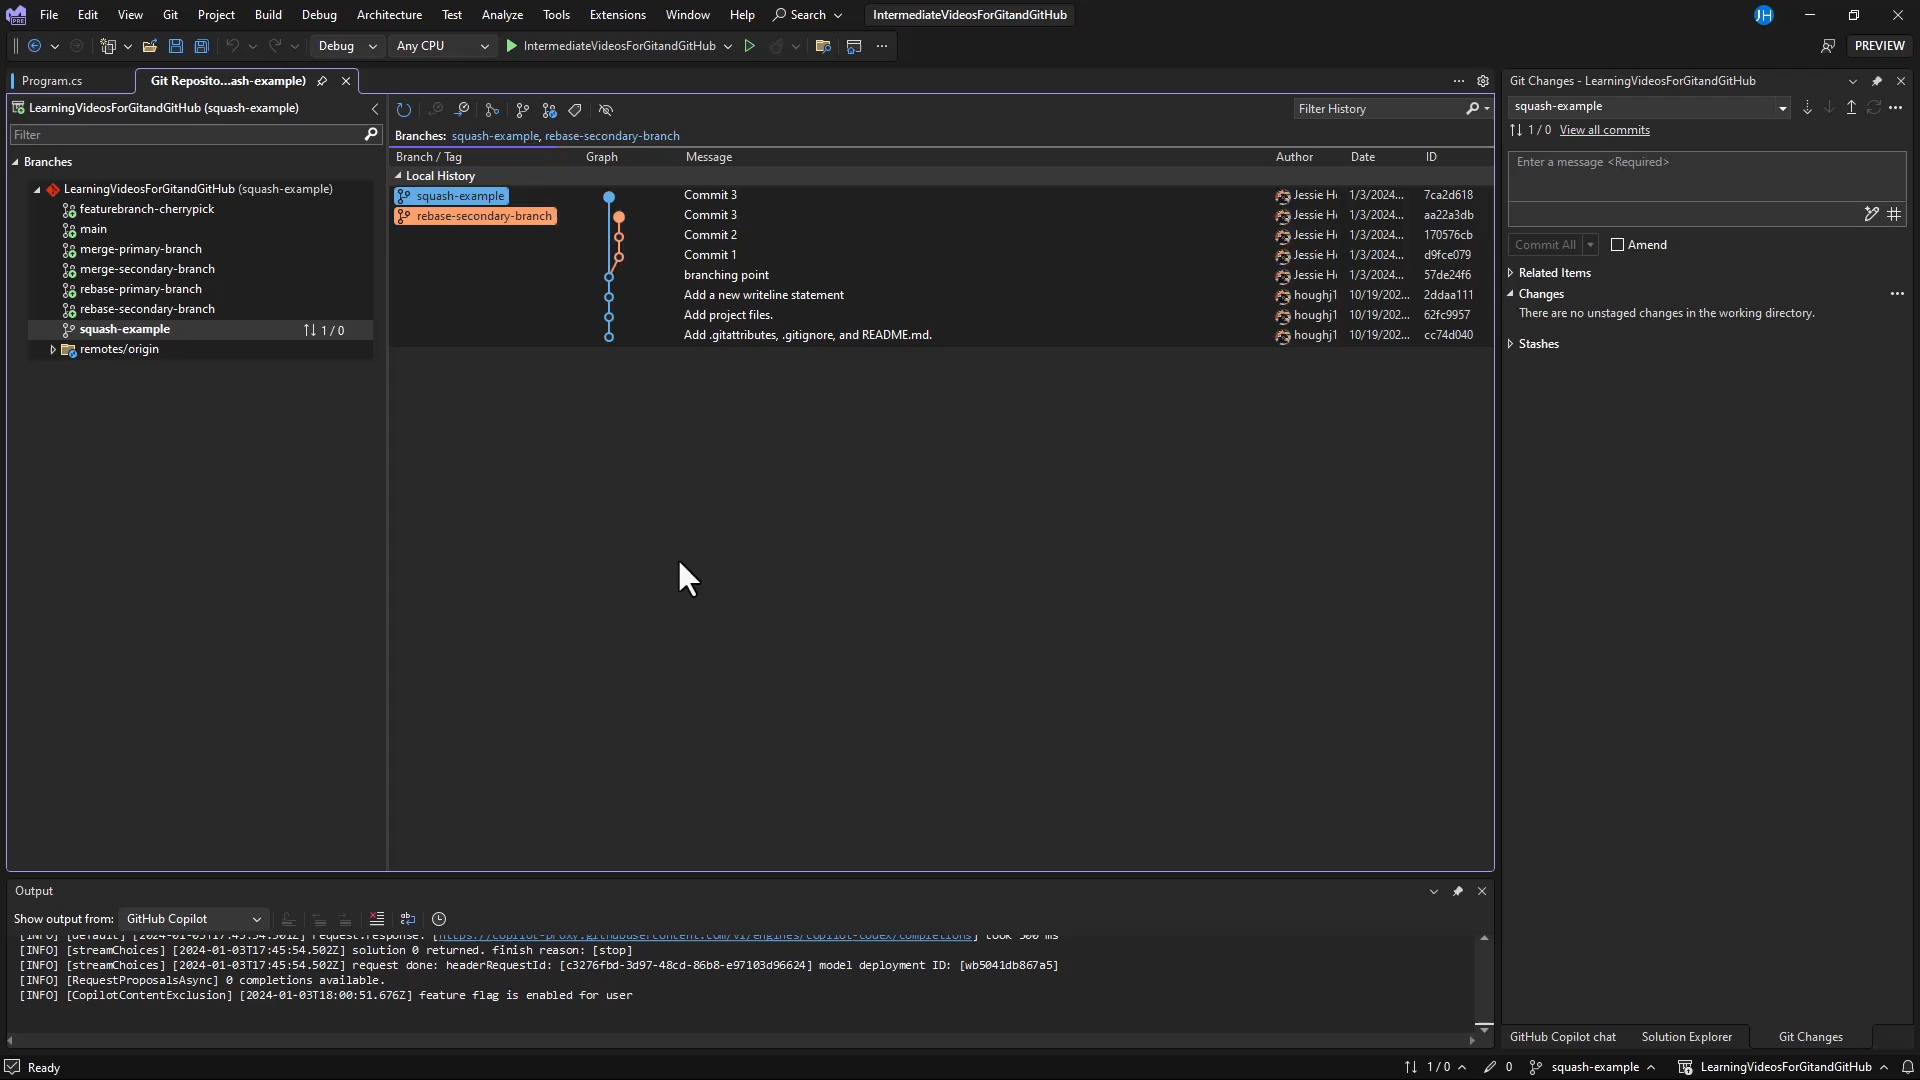 File Edit View Git Project Build Debug Architecture Test Analyze Tools Extensions Window Help Search IntermediateVideosForGitandGitHub JH
Debug Any CPU IntermediateVideosForGitandGitHub PREVIEW
Program.cs Git Reposito...ash-example)
LearningVideosForGitandGitHub (squash-example)
Filter
Branches
LearningVideosForGitandGitHub (squash-example)
featurebranch-cherrypick
main
merge-primary-branch
merge-secondary-branch
rebase-primary-branch
rebase-secondary-branch
squash-example 1 / 0
remotes/origin
Filter History
Branches: squash-example, rebase-secondary-branch
Branch / Tag Graph Message Author Date ID
Local History
squash-example Commit 3 Jessie Ho 1/3/2024... 7ca2d618
rebase-secondary-branch Commit 3 Jessie Ho 1/3/2024... aa22a3db
Commit 2 Jessie Ho 1/3/2024... 170576cb
Commit 1 Jessie Ho 1/3/2024... d9fce079
branching point Jessie Ho 1/3/2024... 57de24f6
Add a new writeline statement houghj1 10/19/202... 2ddaa111
Add project files. houghj1 10/19/202... 62fc9957
Add .gitattributes, .gitignore, and README.md. houghj1 10/19/202... cc74d040
Git Changes - LearningVideosForGitandGitHub
squash-example
1 / 0 View all commits
Enter a message <Required>
Commit All Amend
Related Items
Changes
There are no unstaged changes in the working directory.
Stashes
Output
Show output from: GitHub Copilot
[INFO] [streamChoices] [2024-01-03T17:45:54.502Z] solution 0 returned. finish reason: [stop]
[INFO] [streamChoices] [2024-01-03T17:45:54.502Z] request done: headerRequestId: [c3276fbd-3d97-48cd-86b8-e97103d96624] model deployment ID: [wb5041db867a5]
[INFO] [RequestProposalsAsync] 0 completions available.
[INFO] [CopilotContentExclusion] [2024-01-03T18:00:51.676Z] feature flag is enabled for user
GitHub Copilot chat Solution Explorer Git Changes
Ready 1 / 0 0 squash-example LearningVideosForGitandGitHub